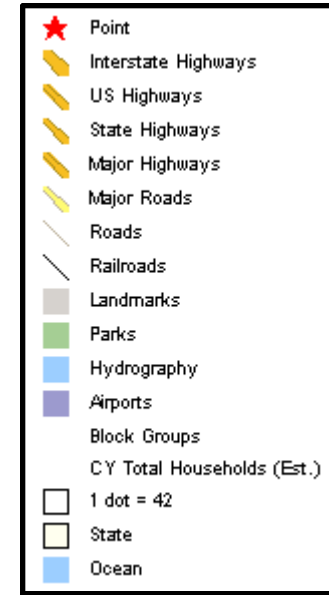 Point
Interstate Highways
US Highways
State Highways
Major Highways
Major Roads
Roads
Railroads
Landmarks
Parks
Hydrography
Airports
Block Groups
CY Total Households (Est.)
1 dot = 42
State
Ocean